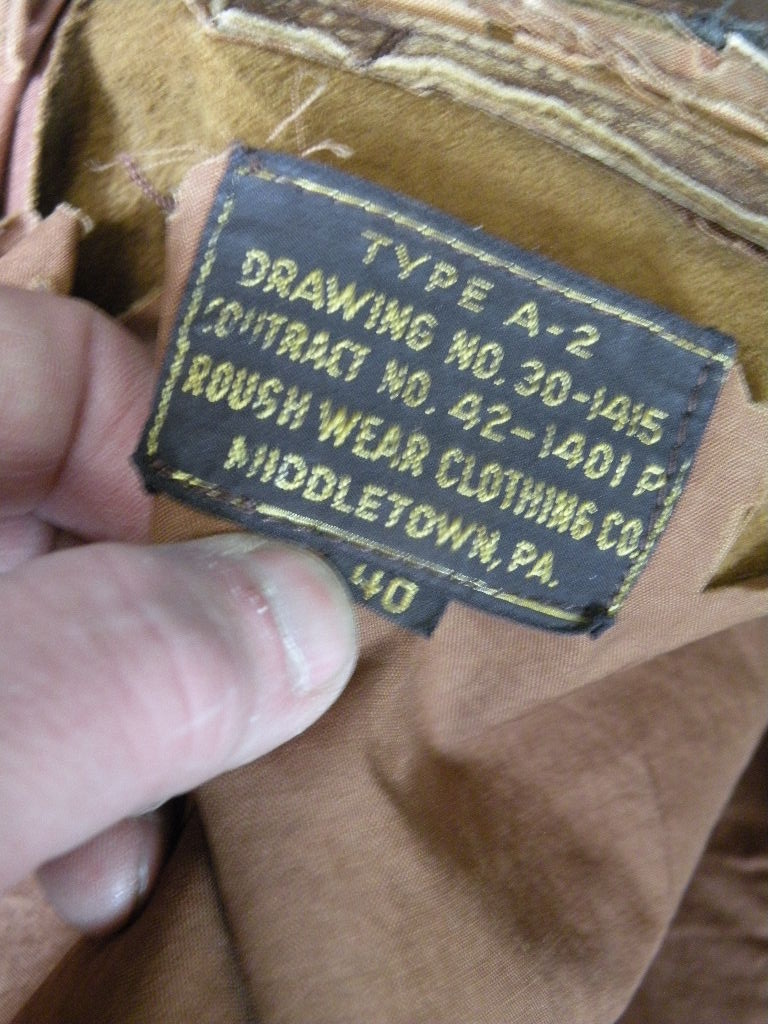 TYPE A-2
DRAWING NO. 30-1415
CONTRACT NO. 42-1401 P
ROUGH WEAR CLOTHING CO.
MIDDLETOWN, PA.
40